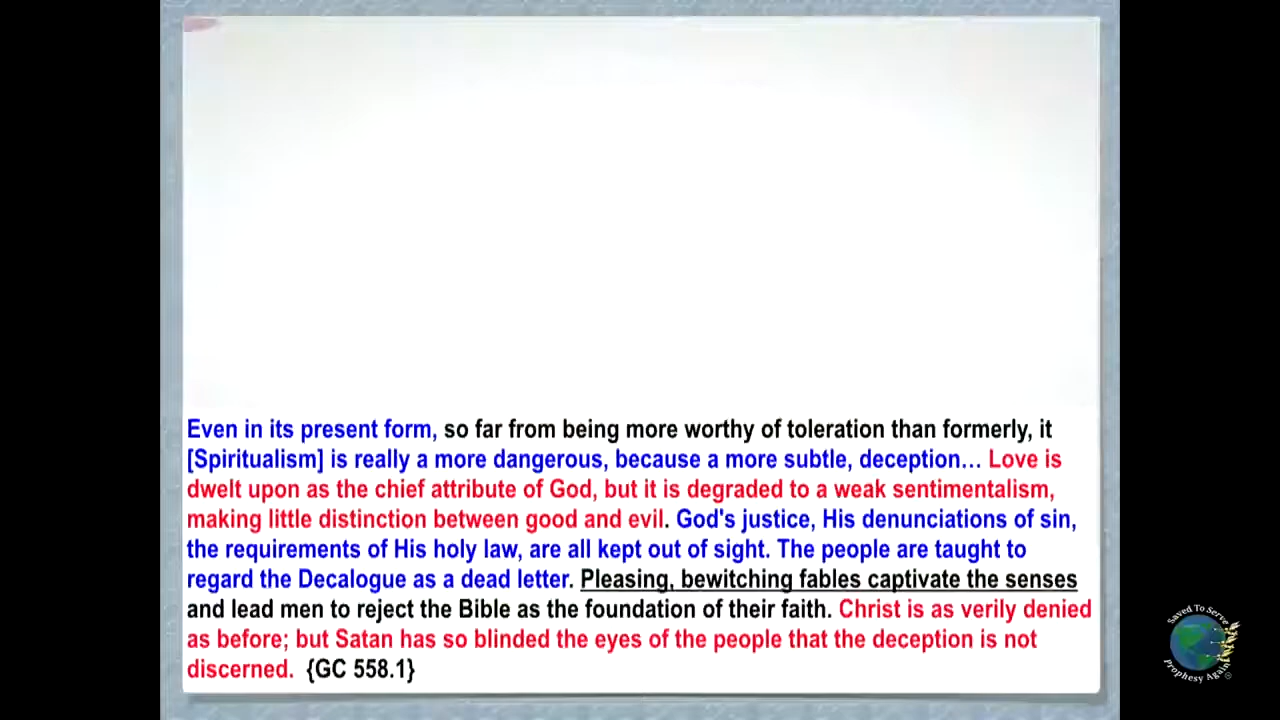 Even in its present form, so far from being more worthy of toleration than formerly, it
[Spiritualism] is really a more dangerous, because a more subtle, deception… Love is
dwelt upon as the chief attribute of God, but it is degraded to a weak sentimentalism,
making little distinction between good and evil. God's justice, His denunciations of sin,
the requirements of His holy law, are all kept out of sight. The people are taught to
regard the Decalogue as a dead letter. Pleasing, bewitching fables captivate the senses
and lead men to reject the Bible as the foundation of their faith. Christ is as verily denied
as before; but Satan has so blinded the eyes of the people that the deception is not
discerned. {GC 558.1}
Saved To Serve
Prophesy Again